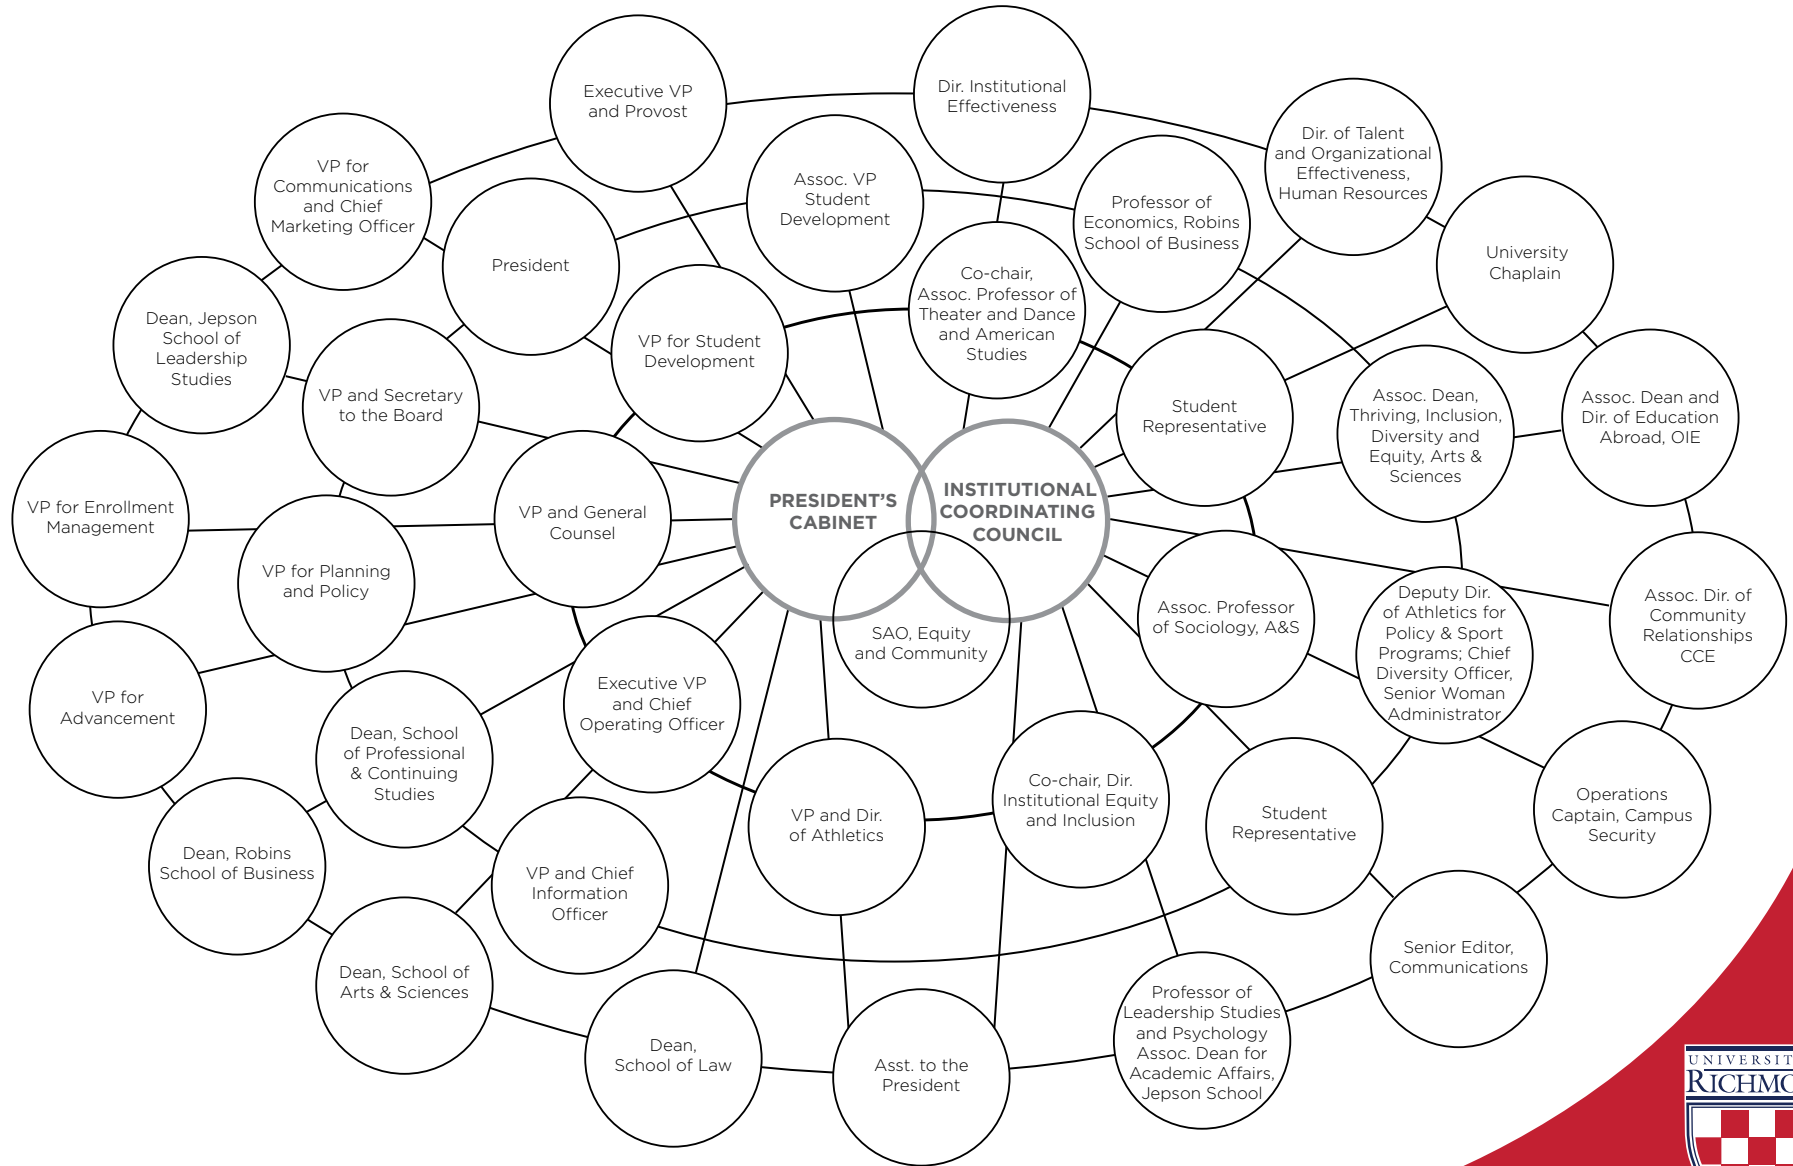 Executive VP
and Provost
Dir. Institutional
Effectiveness
Dir. of Talent
and Organizational
Effectiveness,
Human Resources
VP for
Communications
and Chief
Marketing Officer
Assoc. VP
Student
Development
Professor of
Economics, Robins
School of Business
President
University
Chaplain
Co-chair,
Assoc. Professor of
Theater and Dance
and American
Studies
Dean, Jepson
School of
Leadership
Studies
VP for Student
Development
VP and Secretary
to the Board
Student
Representative
Assoc. Dean,
Thriving, Inclusion,
Diversity and
Equity, Arts &
Sciences
Assoc. Dean and
Dir. of Education
Abroad, OIE
VP for Enrollment
Management
VP and General
Counsel
PRESIDENT’S
CABINET
INSTITUTIONAL
COORDINATING
COUNCIL
VP for Planning
and Policy
SAO, Equity
and Community
Assoc. Professor
of Sociology, A&S
Deputy Dir.
of Athletics for
Policy & Sport
Programs; Chief
Diversity Officer,
Senior Woman
Administrator
Assoc. Dir. of
Community
Relationships
CCE
VP for
Advancement
Executive VP
and Chief
Operating Officer
Dean, School
of Professional
& Continuing
Studies
VP and Dir.
of Athletics
Co-chair, Dir.
Institutional Equity
and Inclusion
Student
Representative
Operations
Captain, Campus
Security
Dean, Robins
School of Business
VP and Chief
Information
Officer
Senior Editor,
Communications
Dean, School of
Arts & Sciences
Dean,
School of Law
Asst. to the
President
Professor of
Leadership Studies
and Psychology
Assoc. Dean for
Academic Affairs,
Jepson School